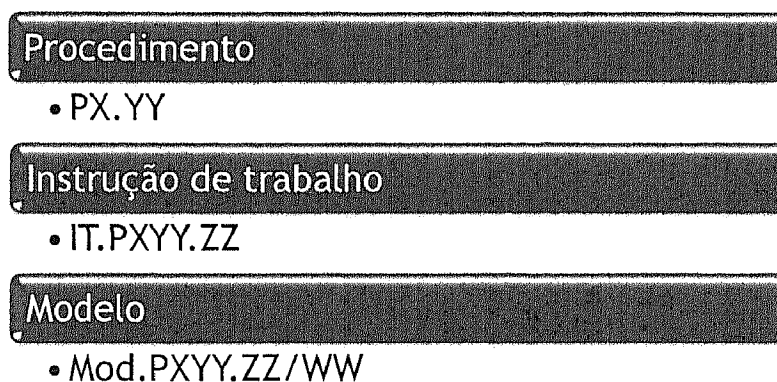 Procedimento
• PX.YY
Instrução de trabalho
• IT.PXYY.ZZ
Modelo
• Mod.PXYY.ZZ/WW